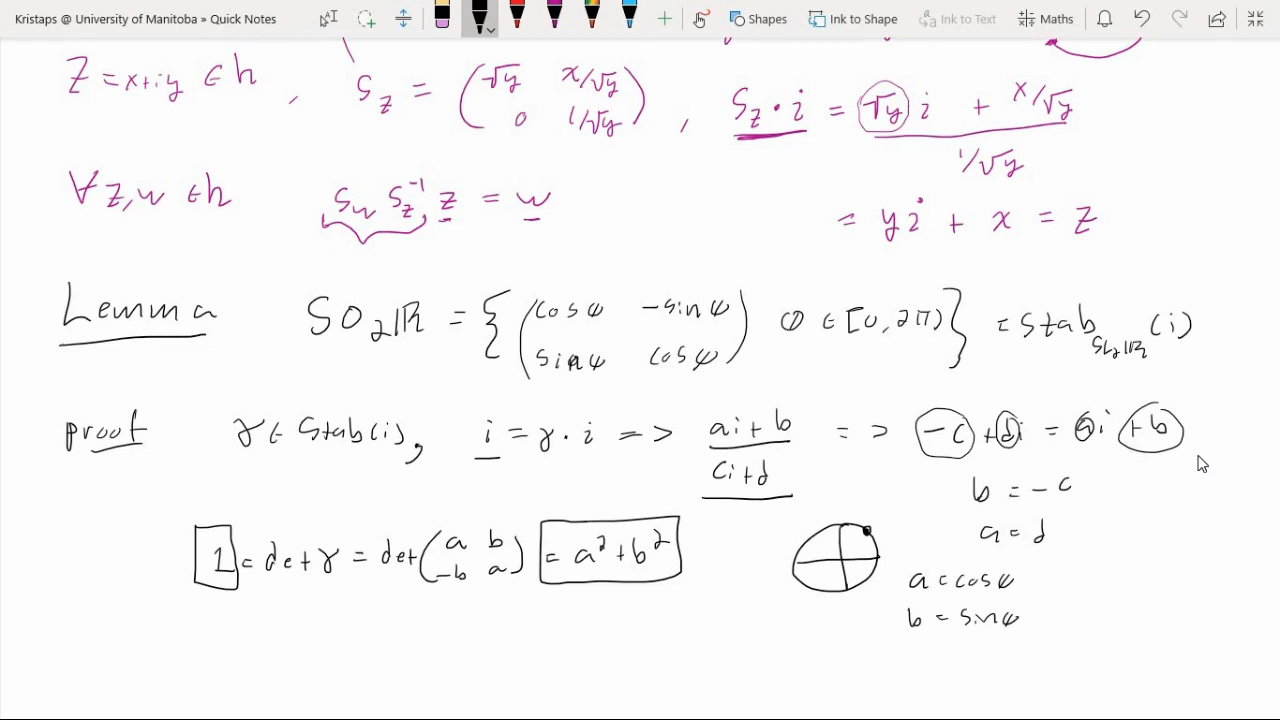 Kristaps @ University of Manitoba » Quick Notes Shapes Ink to Shape Ink to Text Maths
Z = x+iy ∈ h , S_z = ( √y x/√y ; 0 1/√y ) , S_z · i = (√y i + x/√y) / (1/√y)
∀ z, w ∈ h S_w S_z^{-1} z = w = yi + x = z
Lemma SO_2 ℝ = { ( cos φ -sin φ ; sin φ cos φ ) φ ∈ [0, 2π) } = Stab_{SL_2 ℝ} (i)
proof γ ∈ Stab(i), i = γ · i => (ai + b) / (ci + d) => -c + di = ai + b
b = -c
a = d
1 = det γ = det ( a b ; -b a ) = a² + b²
a = cos φ
b = sin φ